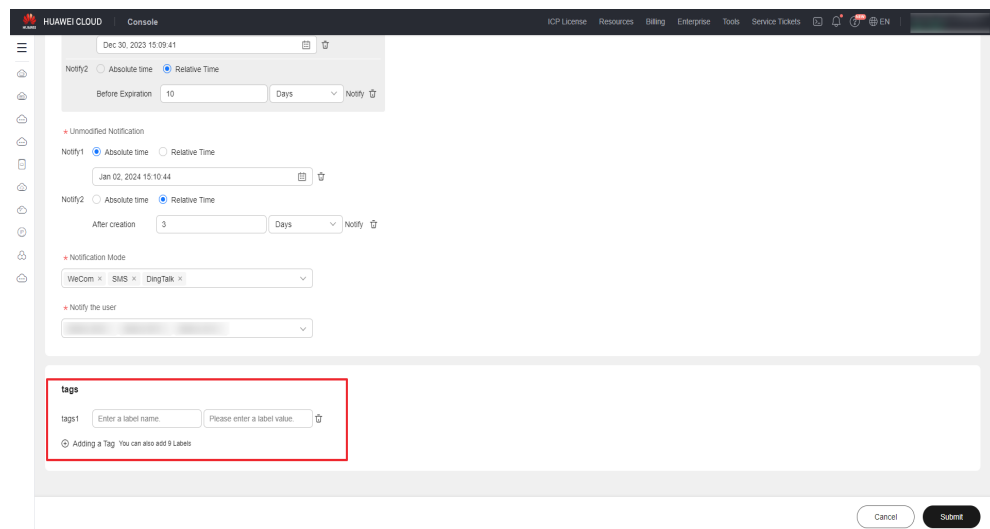 HUAWEI HUAWEI CLOUD Console ICP License Resources Billing Enterprise Tools Service Tickets NEW EN
Dec 30, 2023 15:09:41
Notify2 Absolute time Relative Time
Before Expiration 10 Days Notify
* Unmodified Notification
Notify1 Absolute time Relative Time
Jan 02, 2024 15:10:44
Notify2 Absolute time Relative Time
After creation 3 Days Notify
* Notification Mode
WeCom × SMS × DingTalk ×
* Notify the user
tags
tags1 Enter a label name. Please enter a label value.
Adding a Tag You can also add 9 Labels
Cancel Submit